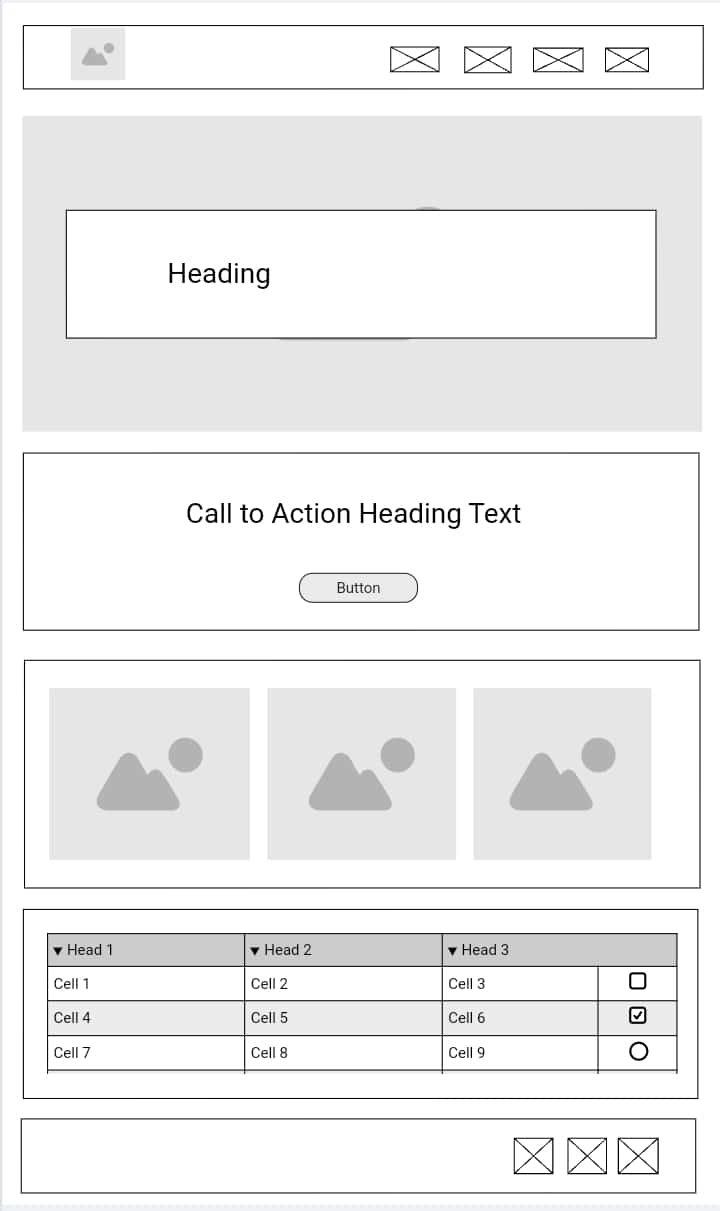 Heading
Call to Action Heading Text
Button
Head 1 Head 2 Head 3
Cell 1 Cell 2 Cell 3
Cell 4 Cell 5 Cell 6
Cell 7 Cell 8 Cell 9